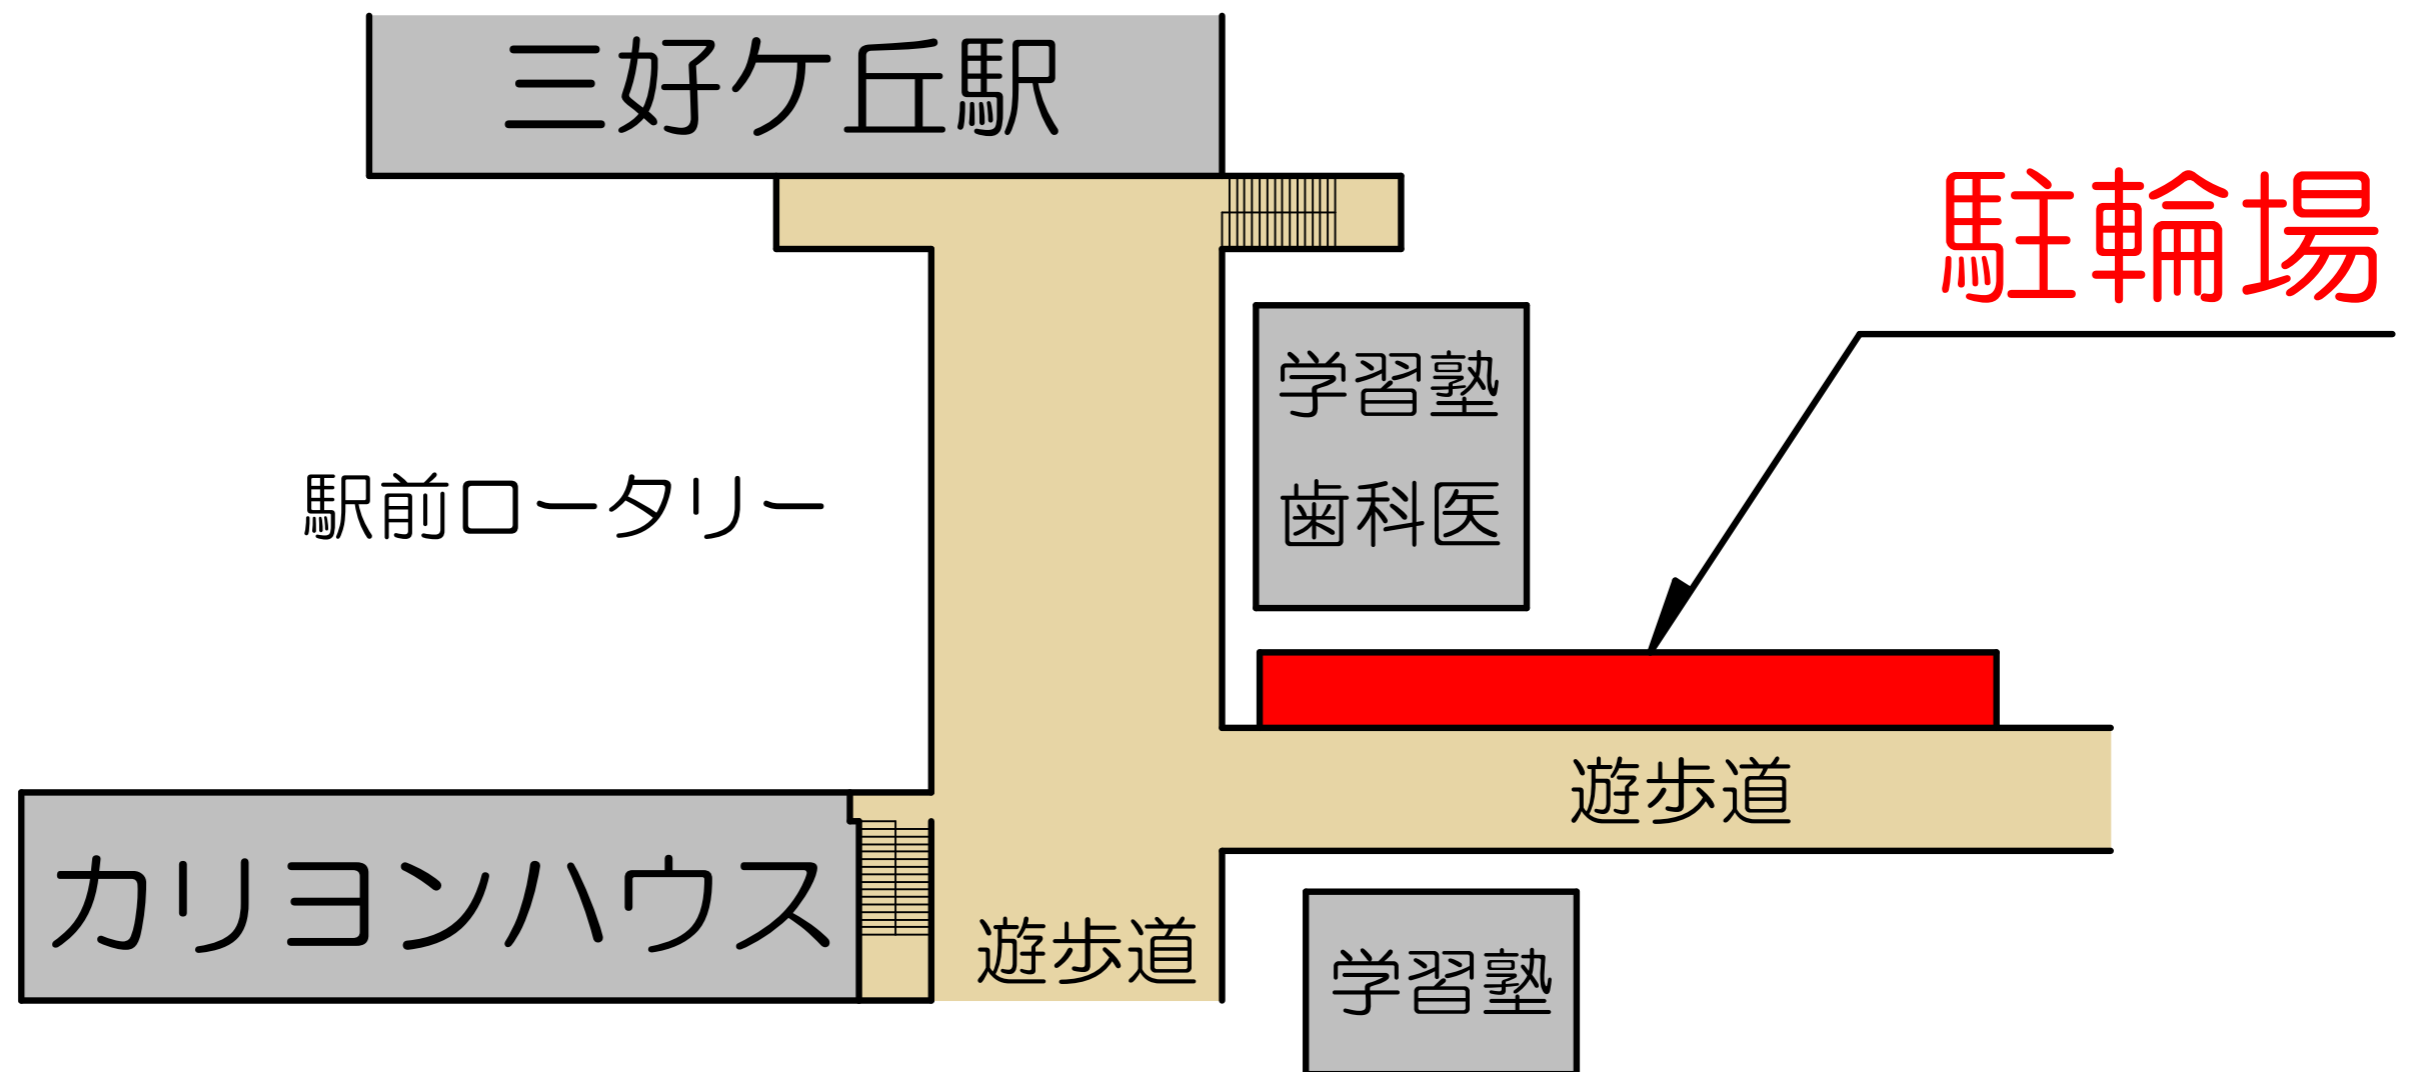 三好ケ丘駅
駐輪場
学習塾
歯科医
駅前ロータリー
遊歩道
カリヨンハウス
遊歩道
学習塾